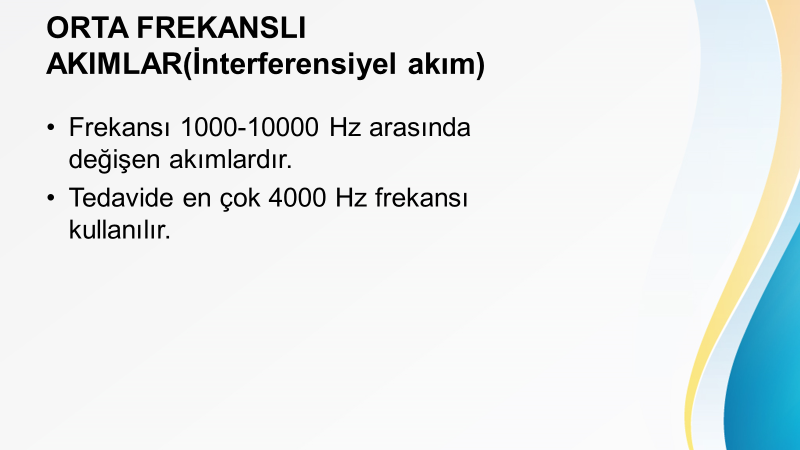 ORTA FREKANSLI
AKIMLAR(İnterferensiyel akım)
• Frekansı 1000-10000 Hz arasında
değişen akımlardır.
• Tedavide en çok 4000 Hz frekansı
kullanılır.